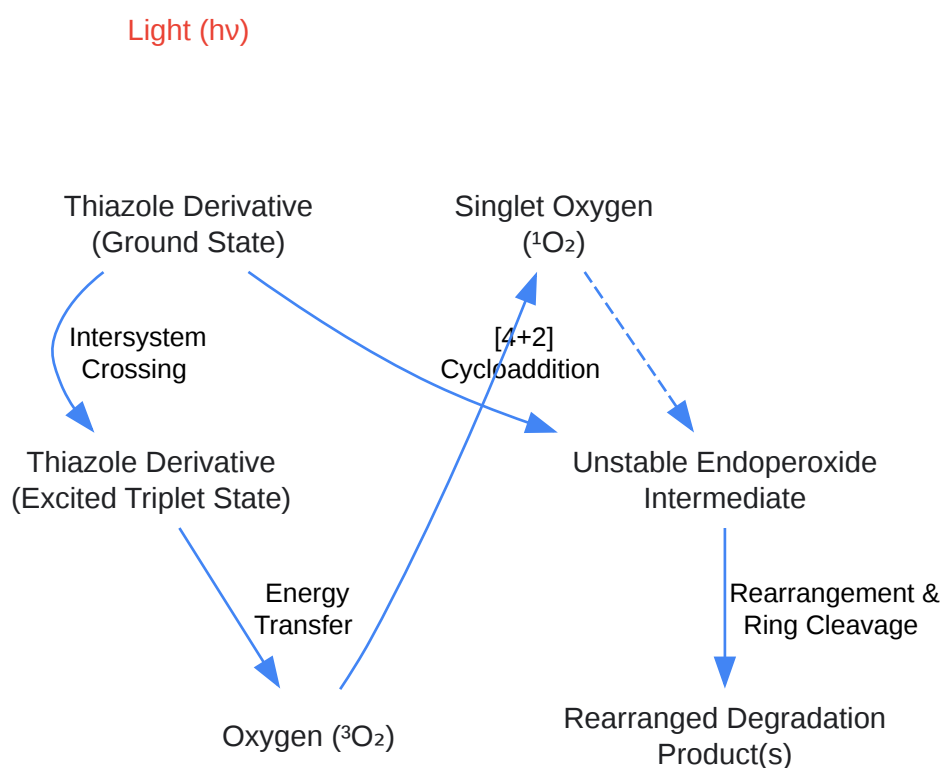 Light (hν)
Thiazole Derivative
(Ground State)
Singlet Oxygen
(¹O₂)
Intersystem
Crossing
[4+2]
Cycloaddition
Thiazole Derivative
(Excited Triplet State)
Unstable Endoperoxide
Intermediate
Energy
Transfer
Rearrangement &
Ring Cleavage
Oxygen (³O₂)
Rearranged Degradation
Product(s)